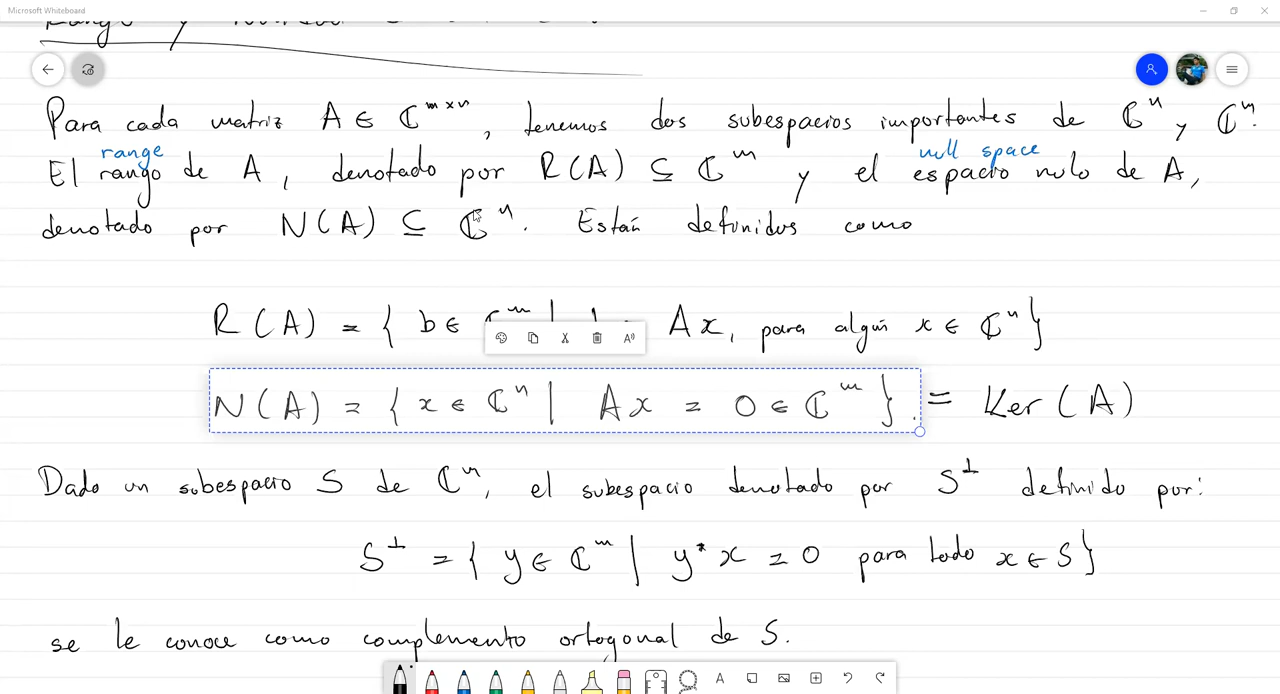 Microsoft Whiteboard
Rango y
Para cada matriz A ∈ ℂ^{m×n}, tenemos dos subespacios importantes de ℂ^n y ℂ^n.
range null space
El rango de A, denotado por R(A) ⊆ ℂ^m y el espacio nulo de A,
denotado por N(A) ⊆ ℂ^n. Están definidos como
R(A) = { b ∈ ℂ^m | Ax, para algún x ∈ ℂ^n }
N(A) = { x ∈ ℂ^n | Ax = 0 ∈ ℂ^m }. = Ker(A)
Dado un subespacio S de ℂ^n, el subespacio denotado por S^⊥ definido por:
S^⊥ = { y ∈ ℂ^m | y* x = 0 para todo x ∈ S }
se le conoce como complemento ortogonal de S.